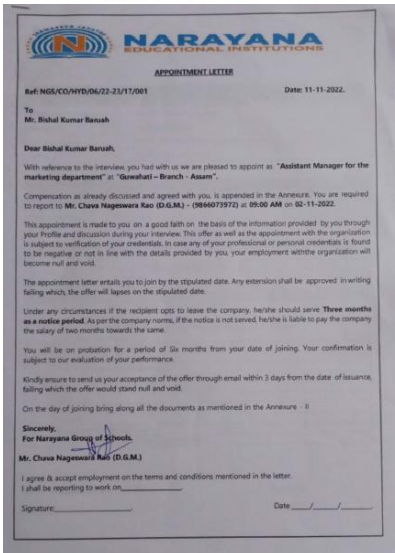 NARAYANA
EDUCATIONAL INSTITUTIONS
APPOINTMENT LETTER
Ref: NGS/CO/HYD/06/22-23/17/001 Date: 11-11-2022.
To
Mr. Bishal Kumar Baruah
Dear Bishal Kumar Baruah,
With reference to the interview, you had with us we are pleased to appoint as "Assistant Manager for the
marketing department" at "Guwahati – Branch - Assam".
Compensation as already discussed and agreed with you, is appended in the Annexure. You are required
to report to Mr. Chava Nageswara Rao (D.G.M.) - (9866073972) at 09:00 AM on 02-11-2022.
This appointment is made to you on a good faith on the basis of the information provided by you through
your Profile and discussion during your interview. This offer as well as the appointment with the organization
is subject to verification of your credentials. In case any of your professional or personal credentials is found
to be negative or not in line with the details provided by you, your employment withthe organization will
become null and void.
The appointment letter entitles you to join by the stipulated date. Any extension shall be approved in writing
failing which, the offer will lapses on the stipulated date.
Under any circumstances if the recipient opts to leave the company, he/she should serve Three months
as a notice period. As per the company norms, if the notice is not served, he/she is liable to pay the company
the salary of two months towards the same.
You will be on probation for a period of Six months from your date of joining. Your confirmation is
subject to our evaluation of your performance.
Kindly ensure to send us your acceptance of the offer through email within 3 days from the date of issuance,
failing which the offer would stand null and void.
On the day of joining bring along all the documents as mentioned in the Annexure - II
Sincerely,
For Narayana Group of Schools.
Mr. Chava Nageswara Rao (D.G.M.)
I agree & accept employment on the terms and conditions mentioned in the letter.
I shall be reporting to work on
Signature: Date / /